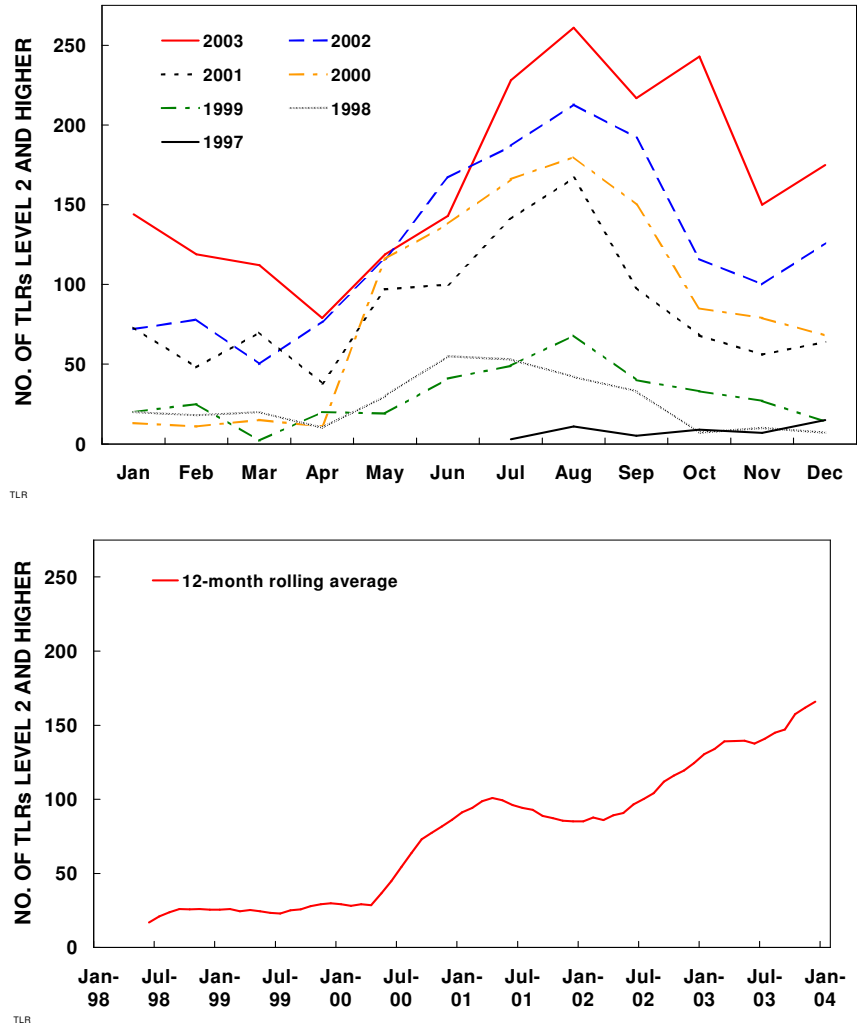 NO. OF TLRs LEVEL 2 AND HIGHER
250
200
150
100
50
0
2003
2002
2001
2000
1999
1998
1997
Jan Feb Mar Apr May Jun Jul Aug Sep Oct Nov Dec
TLR
NO. OF TLRs LEVEL 2 AND HIGHER
250
200
150
100
50
0
12-month rolling average
Jan- Jul- Jan- Jul- Jan- Jul- Jan- Jul- Jan- Jul- Jan- Jul- Jan-
98 98 99 99 00 00 01 01 02 02 03 03 04
TLR